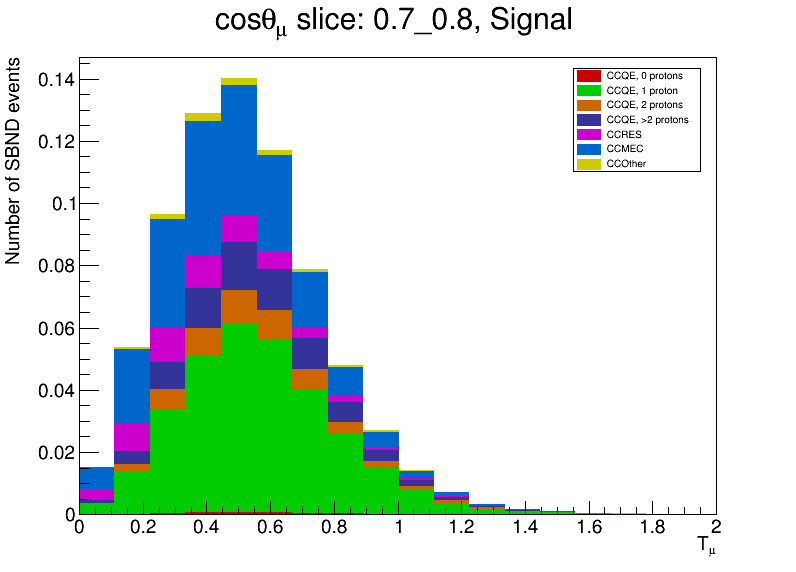 cosθμ slice: 0.7_0.8, Signal
Number of SBND events
0.14
0.12
0.1
0.08
0.06
0.04
0.02
0
CCQE, 0 protons
CCQE, 1 proton
CCQE, 2 protons
CCQE, >2 protons
CCRES
CCMEC
CCOther
0 0.2 0.4 0.6 0.8 1 1.2 1.4 1.6 1.8 2
Tμ